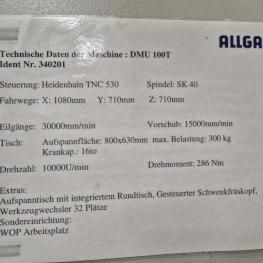 ALLGA
Technische Daten der Maschine : DMU 100T
Ident Nr. 340201
Steuerung: Heidenhain TNC 530 Spindel: SK 40
Fahrwege: X: 1080mm Y: 710mm Z: 710mm
Eilgänge: 30000mm/min Vorschub: 15000mm/min
Tisch: Aufspannfläche: 800x630mm max. Belastung: 300 kg
Krankap.: 16to
Drehzahl: 10000U/min Drehmoment: 286 Nm
Extras:
Aufspanntisch mit integriertem Rundtisch, Gesteuerter Schwenkfräskopf,
Werkzeugwechsler 32 Plätze
Sondereinrichtung:
WOP Arbeitsplatz